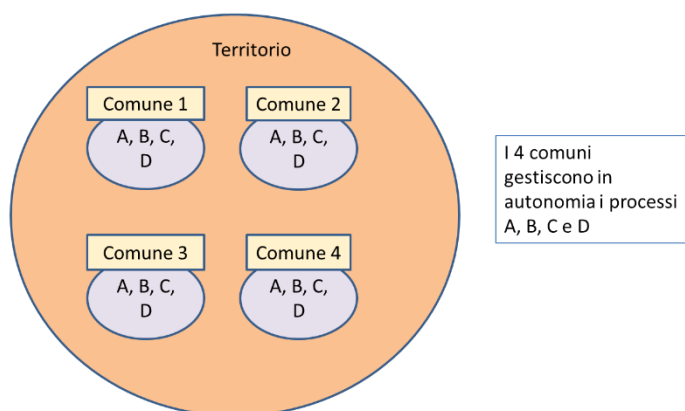 Territorio
Comune 1
Comune 2
A, B, C,
D
A, B, C,
D
Comune 3
Comune 4
A, B, C,
D
A, B, C,
D
I 4 comuni
gestiscono in
autonomia i processi
A, B, C e D